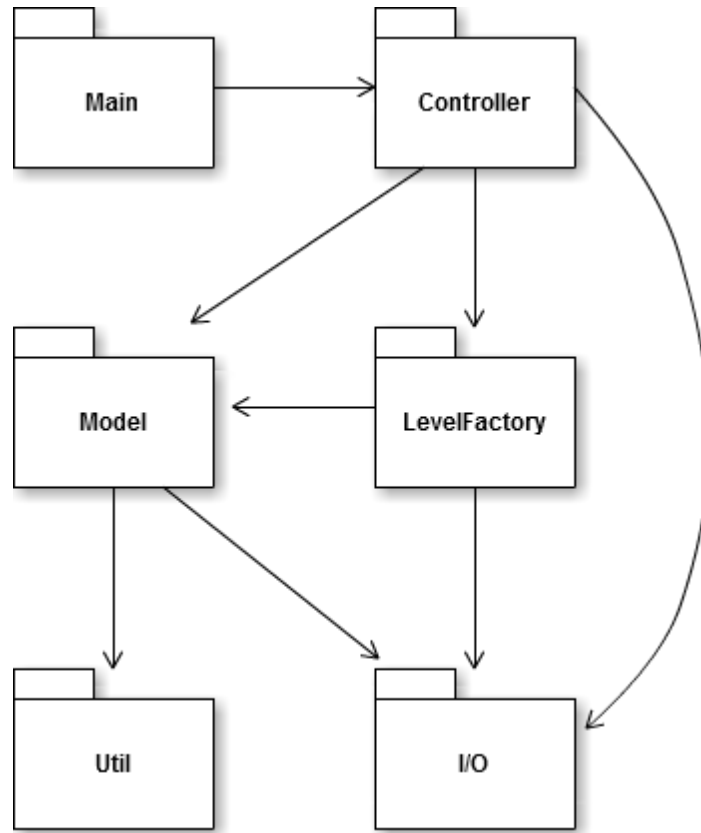 Main
Controller
Model
LevelFactory
Util
I/O